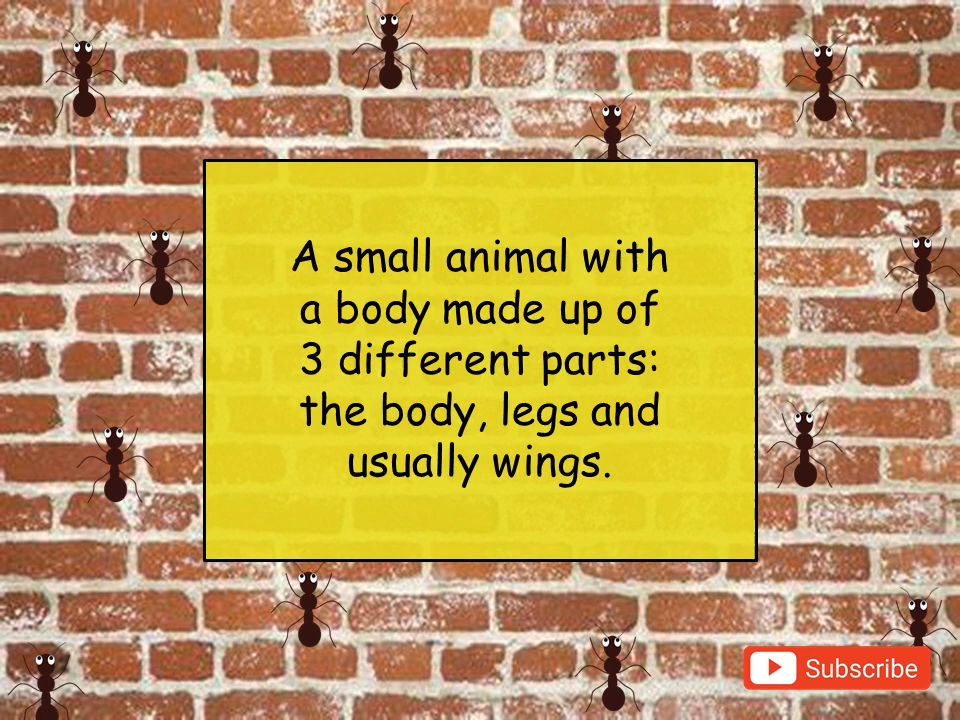 A small animal with
a body made up of
3 different parts:
the body, legs and
usually wings.
Subscribe